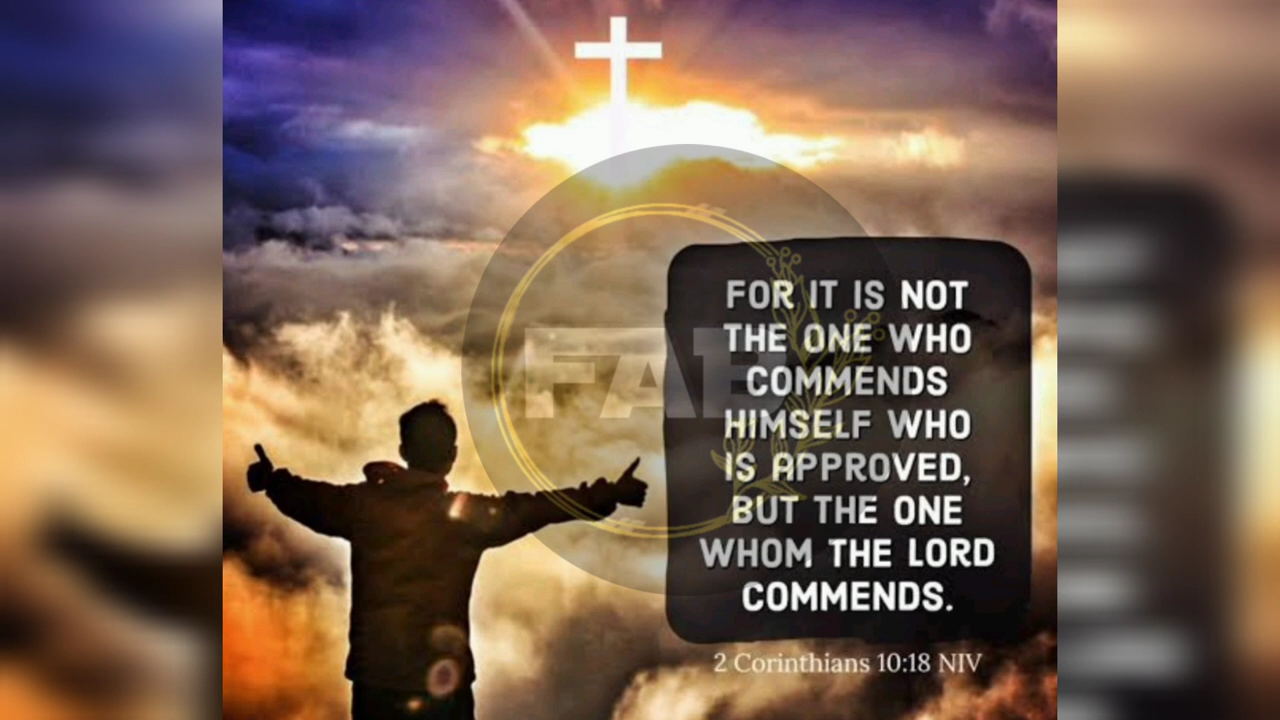 FOR IT IS NOT
THE ONE WHO
COMMENDS
HIMSELF WHO
IS APPROVED,
BUT THE ONE
WHOM THE LORD
COMMENDS.
2 Corinthians 10:18 NIV
FAB